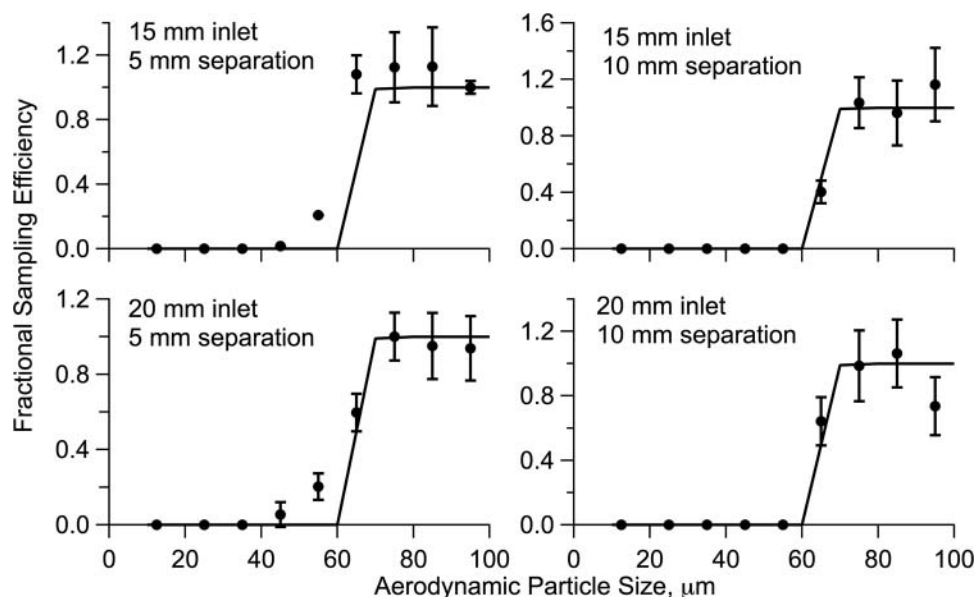 Fractional Sampling Efficiency
15 mm inlet
5 mm separation
1.2
0.8
0.4
0.0
15 mm inlet
10 mm separation
1.6
1.2
0.8
0.4
0.0
20 mm inlet
5 mm separation
1.2
0.8
0.4
0.0
0 20 40 60 80 100
20 mm inlet
10 mm separation
1.2
0.8
0.4
0.0
0 20 40 60 80 100
Aerodynamic Particle Size, μm